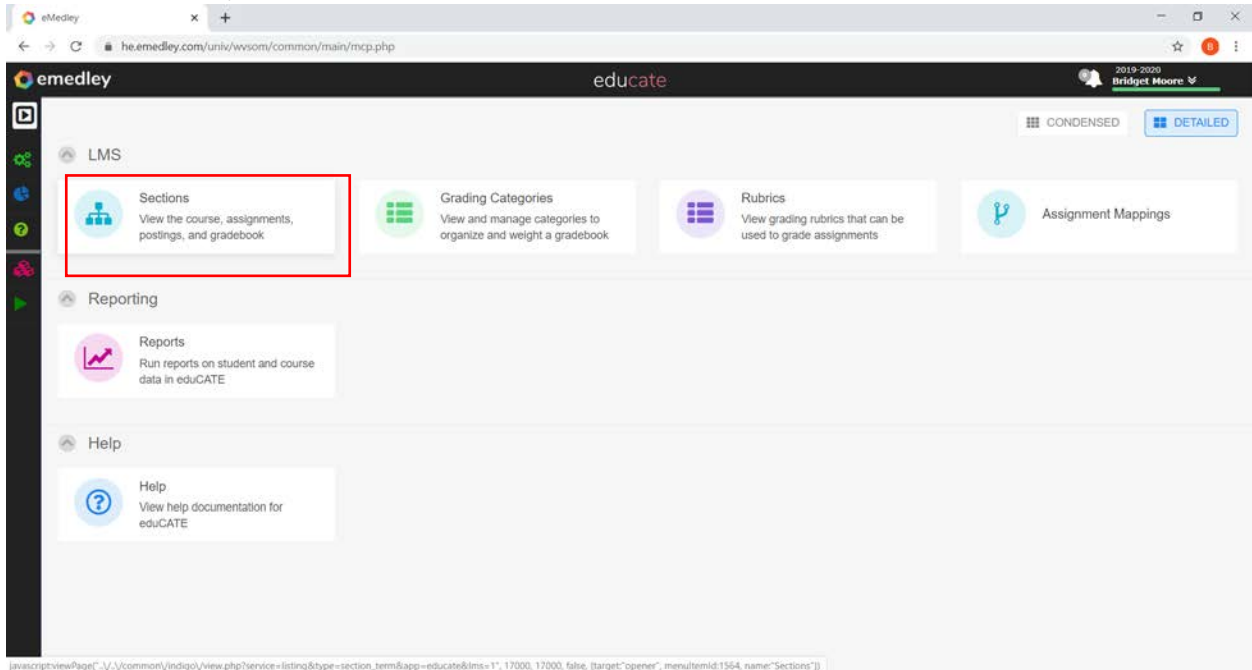 eMedley
he.emedley.com/univ/wvsom/common/main/mcp.php
B
emedley
educate
2019-2020
Bridget Moore
CONDENSED
DETAILED
LMS
Sections
View the course, assignments,
postings, and gradebook
Grading Categories
View and manage categories to
organize and weight a gradebook
Rubrics
View grading rubrics that can be
used to grade assignments
Assignment Mappings
Reporting
Reports
Run reports on student and course
data in eduCATE
Help
Help
View help documentation for
eduCATE
javascript:viewPage("..\/..\/common\/indigo\/view.php?service=listing&type=section_term&app=educate&lms=1", 17000, 17000, false, {target:"opener", menuItemId:1564, name:"Sections"})